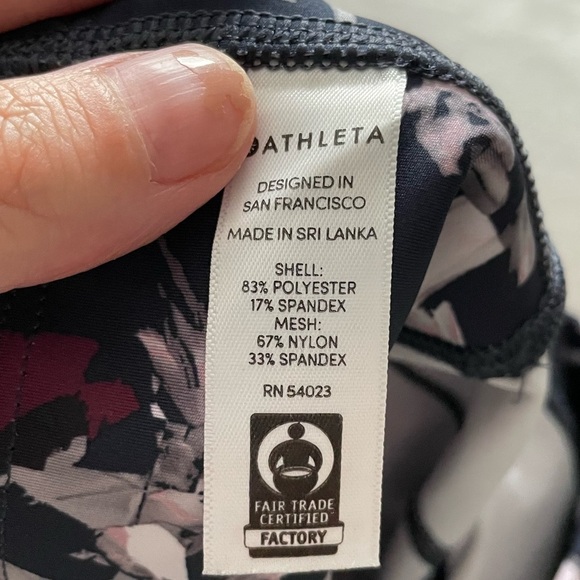 ATHLETA
DESIGNED IN
SAN FRANCISCO
MADE IN SRI LANKA
SHELL:
83% POLYESTER
17% SPANDEX
MESH:
67% NYLON
33% SPANDEX
RN 54023
FAIR TRADE
CERTIFIED™
FACTORY